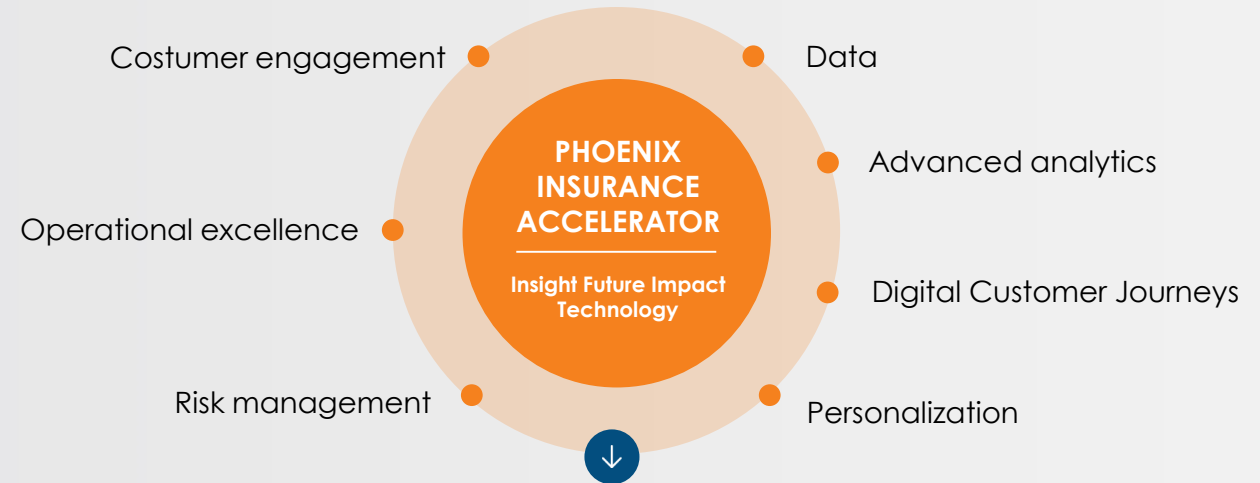 Costumer engagement
Data
PHOENIX
INSURANCE
ACCELERATOR
Advanced analytics
Operational excellence
Insight Future Impact
Technology
Digital Customer Journeys
Risk management
Personalization